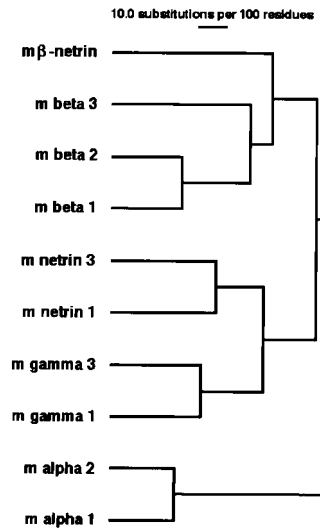 10.0 substitutions per 100 residues
mβ-netrin
m beta 3
m beta 2
m beta 1
m netrin 3
m netrin 1
m gamma 3
m gamma 1
m alpha 2
m alpha 1